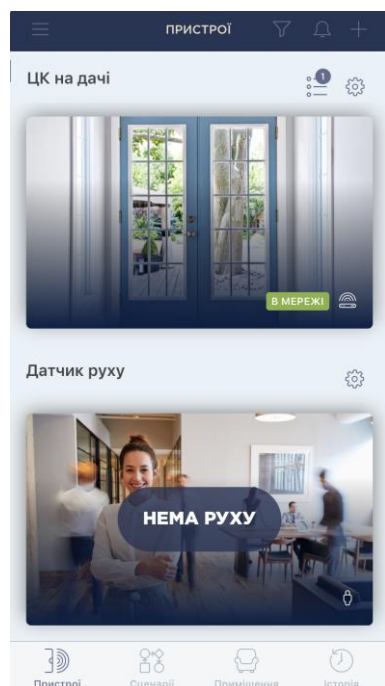 ПРИСТРОЇ
ЦК на дачі
1
В МЕРЕЖІ
Датчик руху
НЕМА РУХУ
Пристрої Сценарії Приміщення Історія